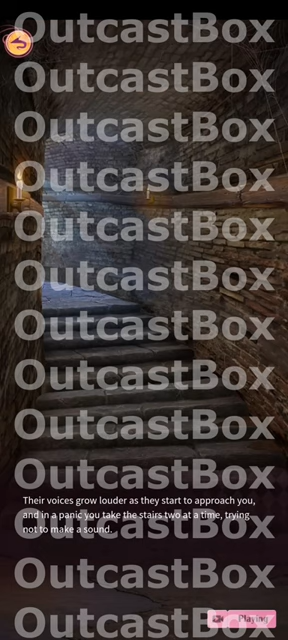 OutcastBox
OutcastBox
OutcastBox
OutcastBox
OutcastBox
OutcastBox
OutcastBox
OutcastBox
OutcastBox
OutcastBox
Their voices grow louder as they start to approach you,
and in a panic you take the stairs two at a time, trying
not to make a sound.
OutcastBox
OutcastBox
OutcastBox
Playing